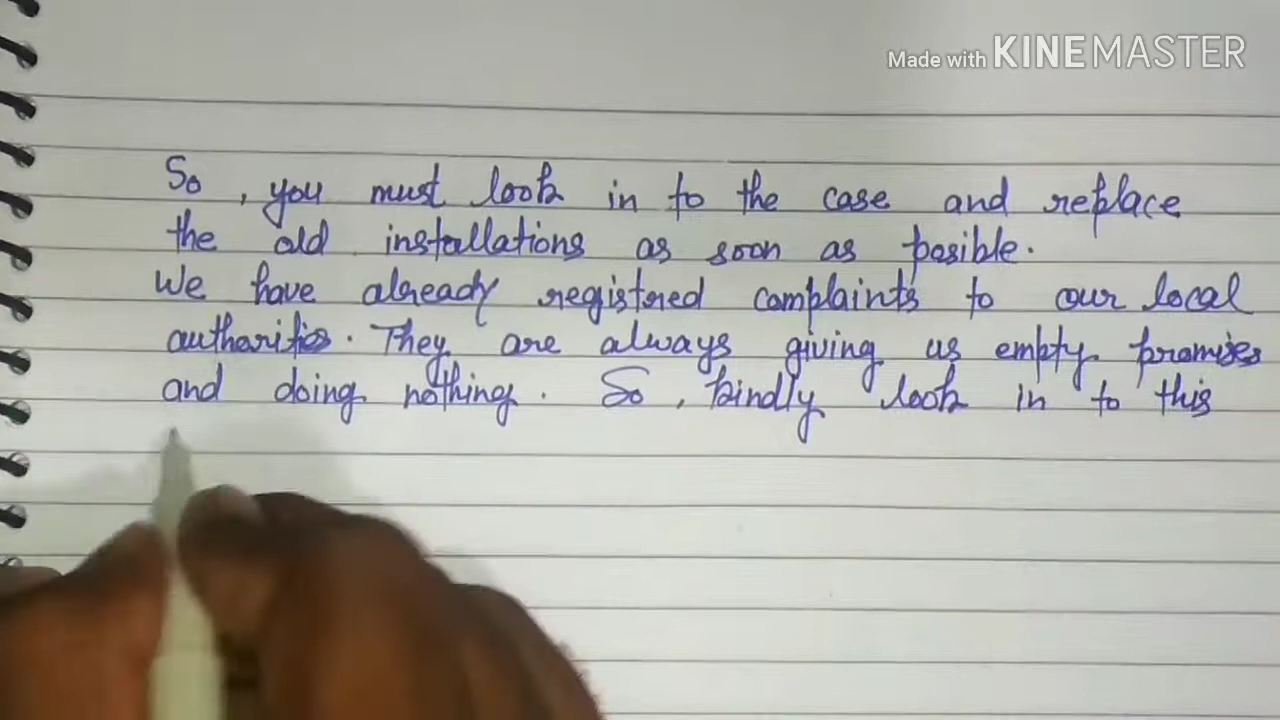 Made with KINEMASTER
So, you must look in to the case and replace
the old installations as soon as posible.
We have already registered complaints to our local
authorities. They are always giving us empty promises
and doing nothing. So, kindly look in to this